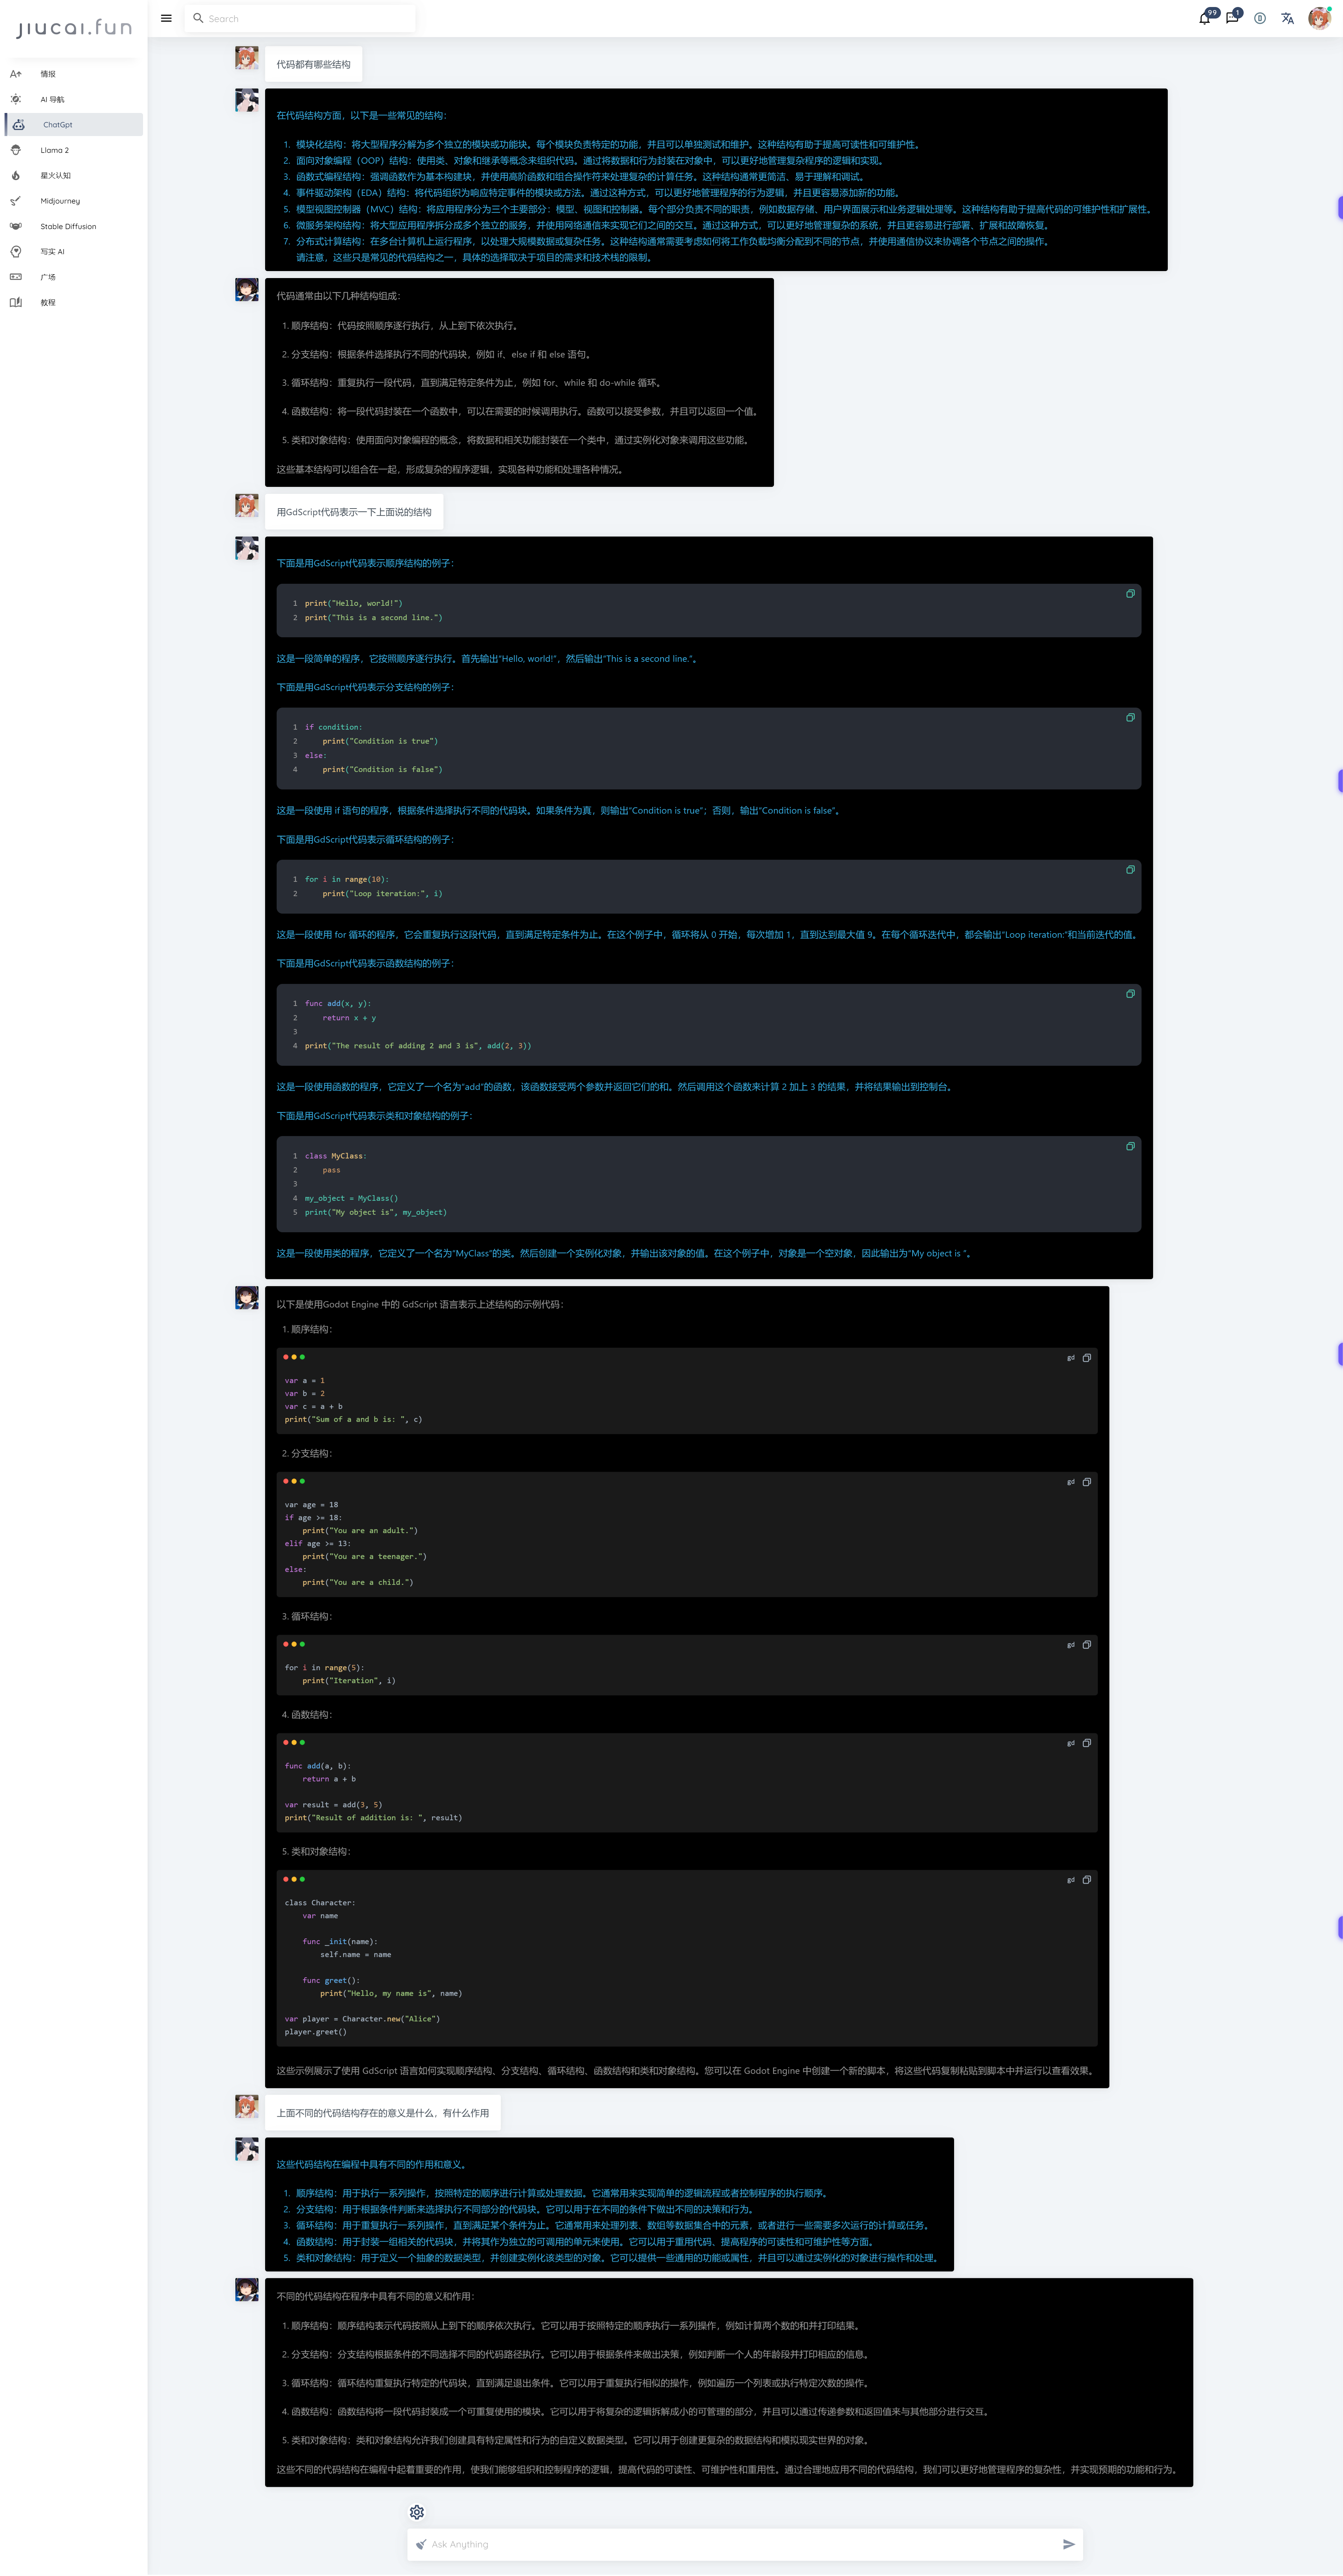 jiucai.fun
Search
99
1
情报
AI 导航
ChatGpt
Llama 2
星火认知
Midjourney
Stable Diffusion
写实 AI
广场
教程
代码都有哪些结构
在代码结构方面，以下是一些常见的结构：
1. 模块化结构：将大型程序分解为多个独立的模块或功能块。每个模块负责特定的功能，并且可以单独测试和维护。这种结构有助于提高可读性和可维护性。
2. 面向对象编程（OOP）结构：使用类、对象和继承等概念来组织代码。通过将数据和行为封装在对象中，可以更好地管理复杂程序的逻辑和实现。
3. 函数式编程结构：强调函数作为基本构建块，并使用高阶函数和组合操作符来处理复杂的计算任务。这种结构通常更简洁、易于理解和调试。
4. 事件驱动架构（EDA）结构：将代码组织为响应特定事件的模块或方法。通过这种方式，可以更好地管理程序的行为逻辑，并且更容易添加新的功能。
5. 模型视图控制器（MVC）结构：将应用程序分为三个主要部分：模型、视图和控制器。每个部分负责不同的职责，例如数据存储、用户界面展示和业务逻辑处理等。这种结构有助于提高代码的可维护性和扩展性。
6. 微服务架构结构：将大型应用程序拆分成多个独立的服务，并使用网络通信来实现它们之间的交互。通过这种方式，可以更好地管理大规模复杂的系统，并且更容易进行部署、扩展和故障恢复。
7. 分布式计算结构：在多台计算机上运行程序，以处理大规模数据或复杂任务。这种结构通常需要考虑如何将工作负载均衡分配到不同的节点，并使用通信协议来协调各个节点之间的操作。
请注意，这些只是常见的代码结构之一，具体的选择取决于项目的需求和技术栈的限制。
代码通常由以下几种结构组成：
1. 顺序结构：代码按照顺序逐行执行，从上到下依次执行。
2. 分支结构：根据条件选择执行不同的代码块，例如 if、else if 和 else 语句。
3. 循环结构：重复执行一段代码，直到满足特定条件为止，例如 for、while 和 do-while 循环。
4. 函数结构：将一段代码封装在一个函数中，可以在需要的时候调用执行。函数可以接受参数，并且可以返回一个值。
5. 类和对象结构：使用面向对象编程的概念，将数据和相关功能封装在一个类中，通过实例化对象来调用这些功能。
这些基本结构可以组合在一起，形成复杂的程序逻辑，实现各种功能和处理各种情况。
用GdScript代码表示一下上面说的结构
下面是用GdScript代码表示顺序结构的例子：
1 print("Hello, world!")
2 print("This is a second line.")
这是一段简单的程序，它按照顺序逐行执行。首先输出"Hello, world!"，然后输出"This is a second line."。
下面是用GdScript代码表示分支结构的例子：
1 if condition:
2     print("Condition is true")
3 else:
4     print("Condition is false")
这是一段使用 if 语句的程序，根据条件选择执行不同的代码块。如果条件为真，则输出"Condition is true"；否则，输出"Condition is false"。
下面是用GdScript代码表示循环结构的例子：
1 for i in range(10):
2     print("Loop iteration:", i)
这是一段使用 for 循环的程序，它会重复执行这段代码，直到满足特定条件为止。在这个例子中，循环将从 0 开始，每次增加 1，直到达到最大值 9。在每个循环迭代中，都会输出"Loop iteration:"和当前迭代的值。
下面是用GdScript代码表示函数结构的例子：
1 func add(x, y):
2     return x + y
3
4 print("The result of adding 2 and 3 is", add(2, 3))
这是一段使用函数的程序，它定义了一个名为"add"的函数，该函数接受两个参数并返回它们的和。然后调用这个函数来计算 2 加上 3 的结果，并将结果输出到控制台。
下面是用GdScript代码表示类和对象结构的例子：
1 class MyClass:
2     pass
3
4 my_object = MyClass()
5 print("My object is", my_object)
这是一段使用类的程序，它定义了一个名为"MyClass"的类。然后创建一个实例化对象，并输出该对象的值。在这个例子中，对象是一个空对象，因此输出为"My object is "。
以下是使用Godot Engine 中的 GdScript 语言表示上述结构的示例代码：
1. 顺序结构：
gd
var a = 1
var b = 2
var c = a + b
print("Sum of a and b is: ", c)
2. 分支结构：
gd
var age = 18
if age >= 18:
    print("You are an adult.")
elif age >= 13:
    print("You are a teenager.")
else:
    print("You are a child.")
3. 循环结构：
gd
for i in range(5):
    print("Iteration", i)
4. 函数结构：
gd
func add(a, b):
    return a + b
var result = add(3, 5)
print("Result of addition is: ", result)
5. 类和对象结构：
gd
class Character:
    var name
    func _init(name):
        self.name = name
    func greet():
        print("Hello, my name is", name)
var player = Character.new("Alice")
player.greet()
这些示例展示了使用 GdScript 语言如何实现顺序结构、分支结构、循环结构、函数结构和类和对象结构。您可以在 Godot Engine 中创建一个新的脚本，将这些代码复制粘贴到脚本中并运行以查看效果。
上面不同的代码结构存在的意义是什么，有什么作用
这些代码结构在编程中具有不同的作用和意义。
1. 顺序结构：用于执行一系列操作，按照特定的顺序进行计算或处理数据。它通常用来实现简单的逻辑流程或者控制程序的执行顺序。
2. 分支结构：用于根据条件判断来选择执行不同部分的代码块。它可以用于在不同的条件下做出不同的决策和行为。
3. 循环结构：用于重复执行一系列操作，直到满足某个条件为止。它通常用来处理列表、数组等数据集合中的元素，或者进行一些需要多次运行的计算或任务。
4. 函数结构：用于封装一组相关的代码块，并将其作为独立的可调用的单元来使用。它可以用于重用代码、提高程序的可读性和可维护性等方面。
5. 类和对象结构：用于定义一个抽象的数据类型，并创建实例化该类型的对象。它可以提供一些通用的功能或属性，并且可以通过实例化的对象进行操作和处理。
不同的代码结构在程序中具有不同的意义和作用：
1. 顺序结构：顺序结构表示代码按照从上到下的顺序依次执行。它可以用于按照特定的顺序执行一系列操作，例如计算两个数的和并打印结果。
2. 分支结构：分支结构根据条件的不同选择不同的代码路径执行。它可以用于根据条件来做出决策，例如判断一个人的年龄段并打印相应的信息。
3. 循环结构：循环结构重复执行特定的代码块，直到满足退出条件。它可以用于重复执行相似的操作，例如遍历一个列表或执行特定次数的操作。
4. 函数结构：函数结构将一段代码封装成一个可重复使用的模块。它可以用于将复杂的逻辑拆解成小的可管理的部分，并且可以通过传递参数和返回值来与其他部分进行交互。
5. 类和对象结构：类和对象结构允许我们创建具有特定属性和行为的自定义数据类型。它可以用于创建更复杂的数据结构和模拟现实世界的对象。
这些不同的代码结构在编程中起着重要的作用，使我们能够组织和控制程序的逻辑，提高代码的可读性、可维护性和重用性。通过合理地应用不同的代码结构，我们可以更好地管理程序的复杂性，并实现预期的功能和行为。
Ask Anything